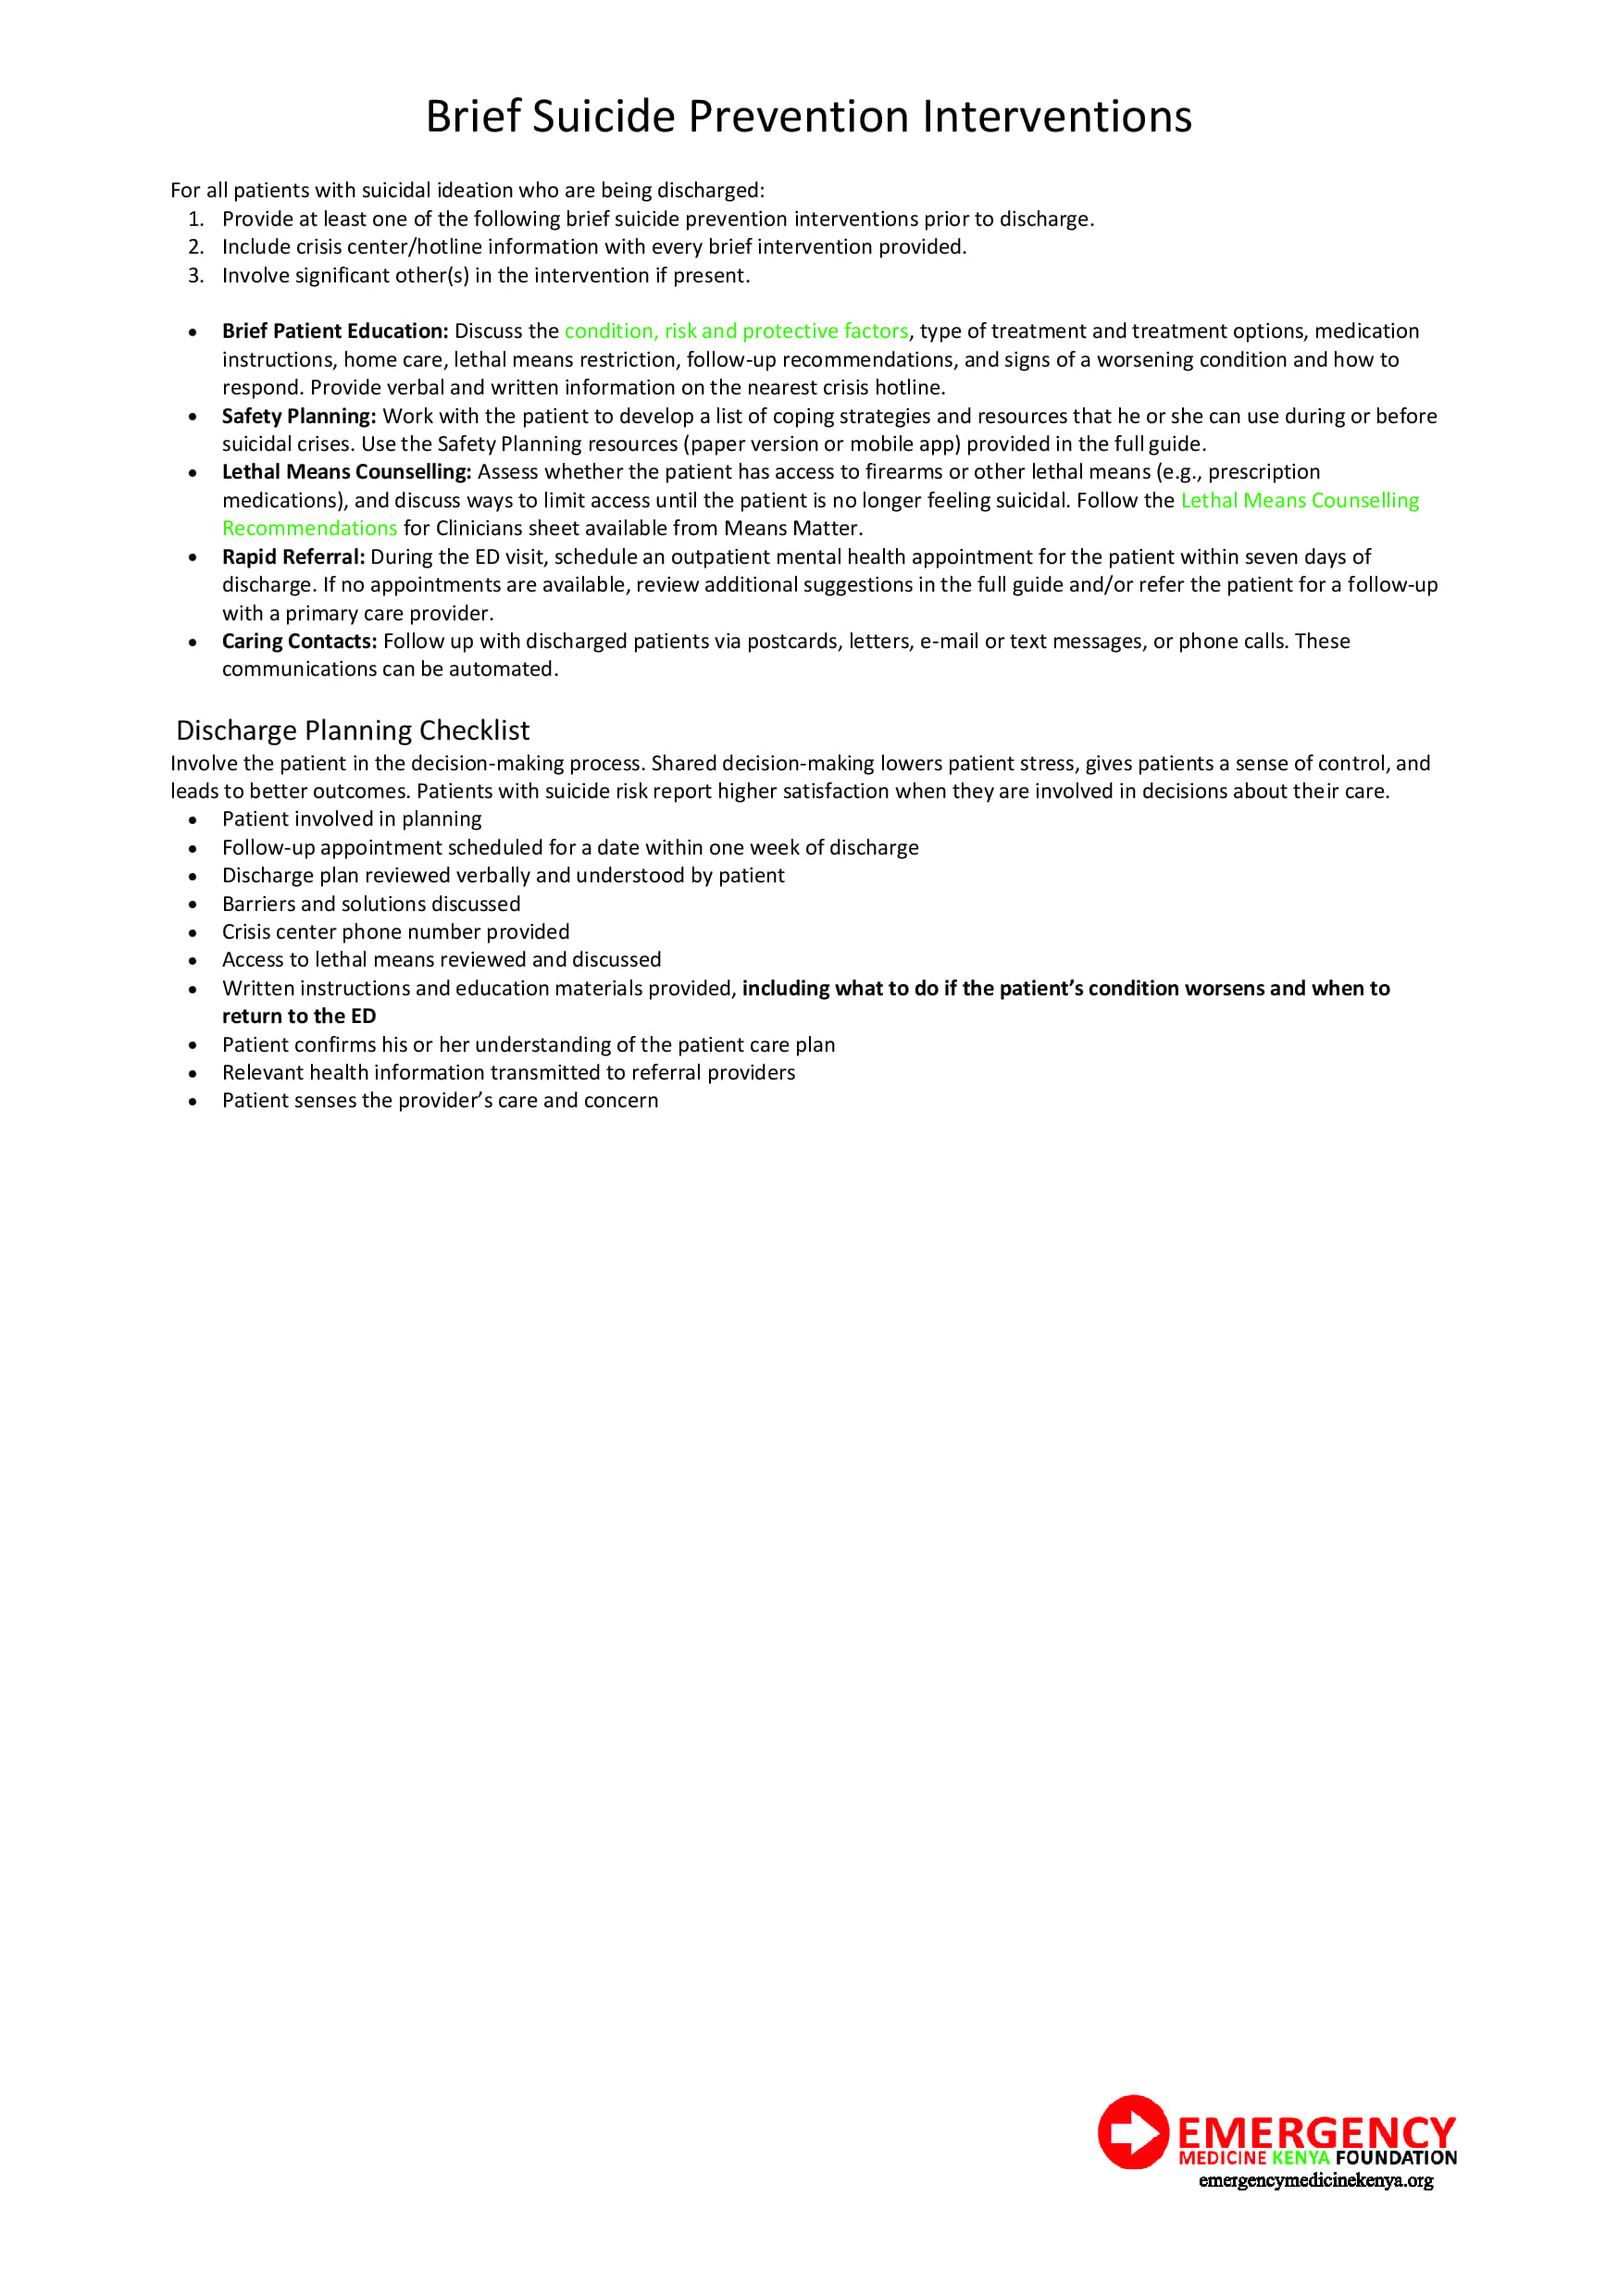 Brief Suicide Prevention Interventions
For all patients with suicidal ideation who are being discharged:
1. Provide at least one of the following brief suicide prevention interventions prior to discharge.
2. Include crisis center/hotline information with every brief intervention provided.
3. Involve significant other(s) in the intervention if present.
• Brief Patient Education: Discuss the condition, risk and protective factors, type of treatment and treatment options, medication
instructions, home care, lethal means restriction, follow-up recommendations, and signs of a worsening condition and how to
respond. Provide verbal and written information on the nearest crisis hotline.
• Safety Planning: Work with the patient to develop a list of coping strategies and resources that he or she can use during or before
suicidal crises. Use the Safety Planning resources (paper version or mobile app) provided in the full guide.
• Lethal Means Counselling: Assess whether the patient has access to firearms or other lethal means (e.g., prescription
medications), and discuss ways to limit access until the patient is no longer feeling suicidal. Follow the Lethal Means Counselling
Recommendations for Clinicians sheet available from Means Matter.
• Rapid Referral: During the ED visit, schedule an outpatient mental health appointment for the patient within seven days of
discharge. If no appointments are available, review additional suggestions in the full guide and/or refer the patient for a follow-up
with a primary care provider.
• Caring Contacts: Follow up with discharged patients via postcards, letters, e-mail or text messages, or phone calls. These
communications can be automated.
Discharge Planning Checklist
Involve the patient in the decision-making process. Shared decision-making lowers patient stress, gives patients a sense of control, and
leads to better outcomes. Patients with suicide risk report higher satisfaction when they are involved in decisions about their care.
• Patient involved in planning
• Follow-up appointment scheduled for a date within one week of discharge
• Discharge plan reviewed verbally and understood by patient
• Barriers and solutions discussed
• Crisis center phone number provided
• Access to lethal means reviewed and discussed
• Written instructions and education materials provided, including what to do if the patient’s condition worsens and when to
return to the ED
• Patient confirms his or her understanding of the patient care plan
• Relevant health information transmitted to referral providers
• Patient senses the provider’s care and concern
EMERGENCY
MEDICINE KENYA FOUNDATION
emergencymedicinekenya.org